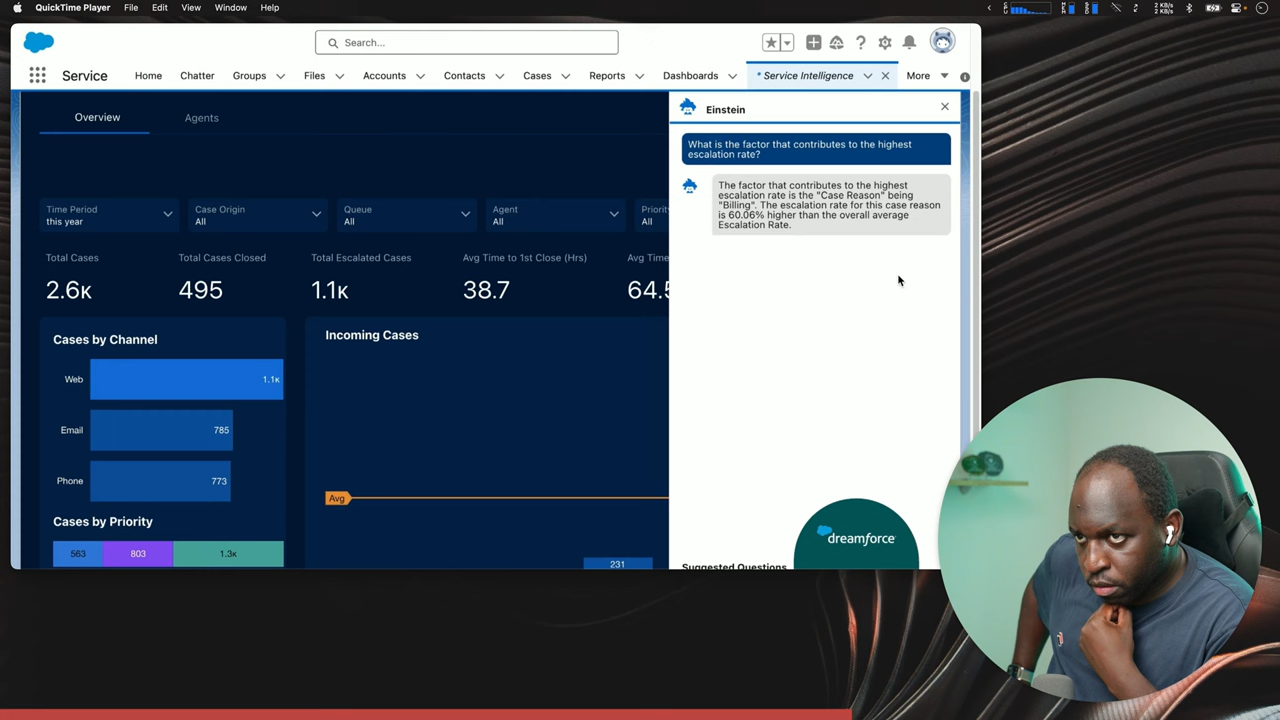 QuickTime Player File Edit View Window Help
2 KB/s
2 KB/s
Search...
Service Home Chatter Groups Files Accounts Contacts Cases Reports Dashboards * Service Intelligence More
Overview Agents
Einstein
What is the factor that contributes to the highest
escalation rate?
The factor that contributes to the highest
escalation rate is the "Case Reason" being
"Billing". The escalation rate for this case reason
is 60.06% higher than the overall average
Escalation Rate.
Time Period
this year
Case Origin
All
Queue
All
Agent
All
Priority
All
Total Cases
2.6K
Total Cases Closed
495
Total Escalated Cases
1.1K
Avg Time to 1st Close (Hrs)
38.7
Avg Time
64.5
Cases by Channel
Web 1.1K
Email 785
Phone 773
Cases by Priority
563 803 1.3K
Incoming Cases
Avg
231
dreamforce
Suggested Questions